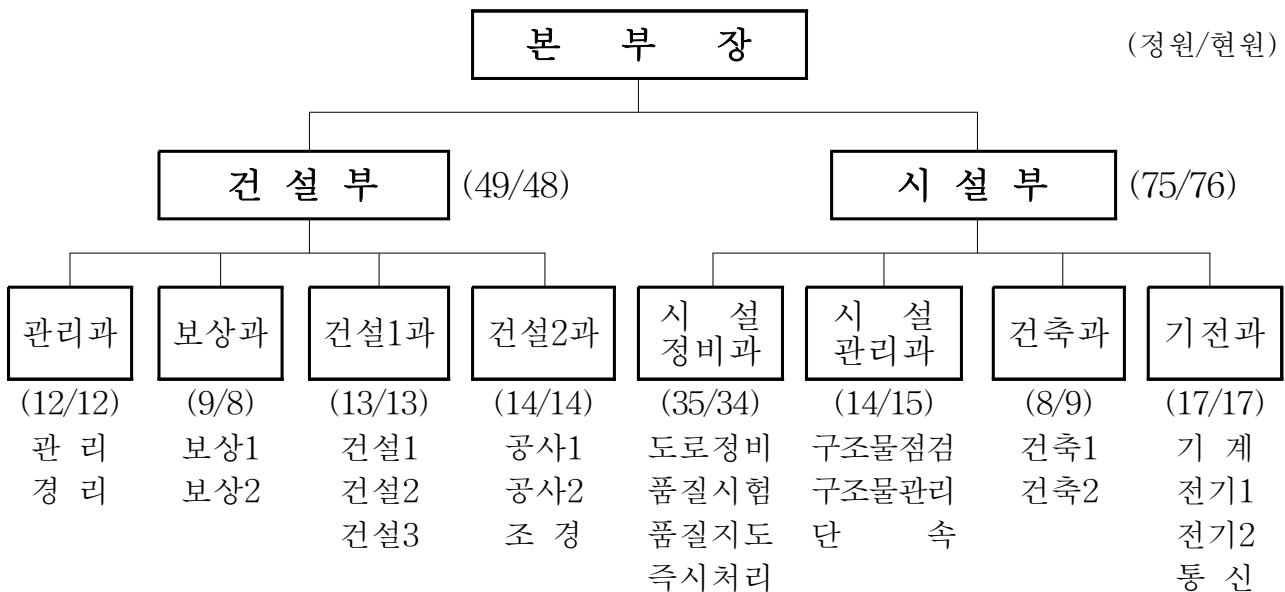 본 부 장
(정원/현원)
건 설 부 (49/48)
시 설 부 (75/76)
관리과
보상과
건설1과
건설2과
시 설
정비과
시 설
관리과
건축과
기전과
(12/12)
관 리
경 리
(9/8)
보상1
보상2
(13/13)
건설1
건설2
건설3
(14/14)
공사1
공사2
조 경
(35/34)
도로정비
품질시험
품질지도
즉시처리
(14/15)
구조물점검
구조물관리
단 속
(8/9)
건축1
건축2
(17/17)
기 계
전기1
전기2
통 신